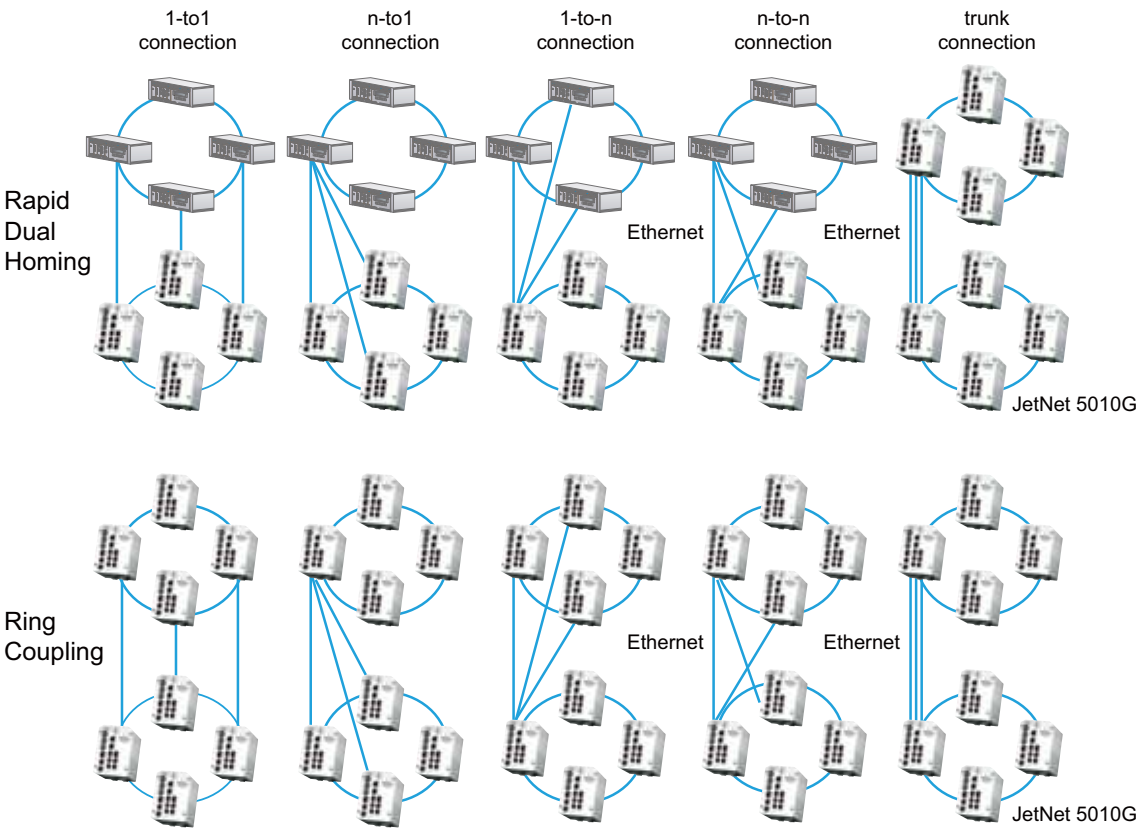 1-to1
connection
n-to1
connection
1-to-n
connection
n-to-n
connection
trunk
connection
Rapid
Dual
Homing
Ethernet
Ethernet
JetNet 5010G
Ring
Coupling
Ethernet
Ethernet
JetNet 5010G